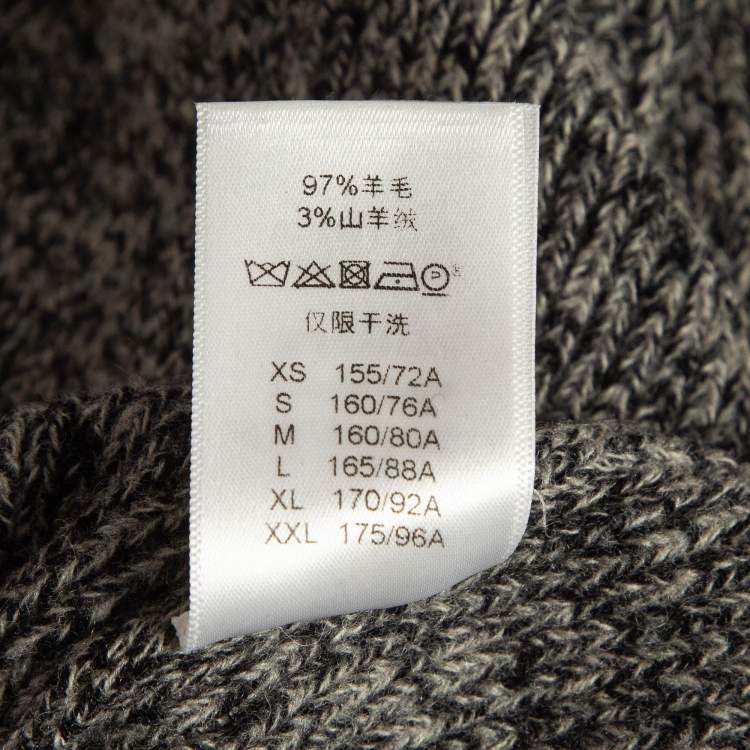 97%羊毛
3%山羊绒
P
仅限干洗
XS 155/72A
S 160/76A
M 160/80A
L 165/88A
XL 170/92A
XXL 175/96A